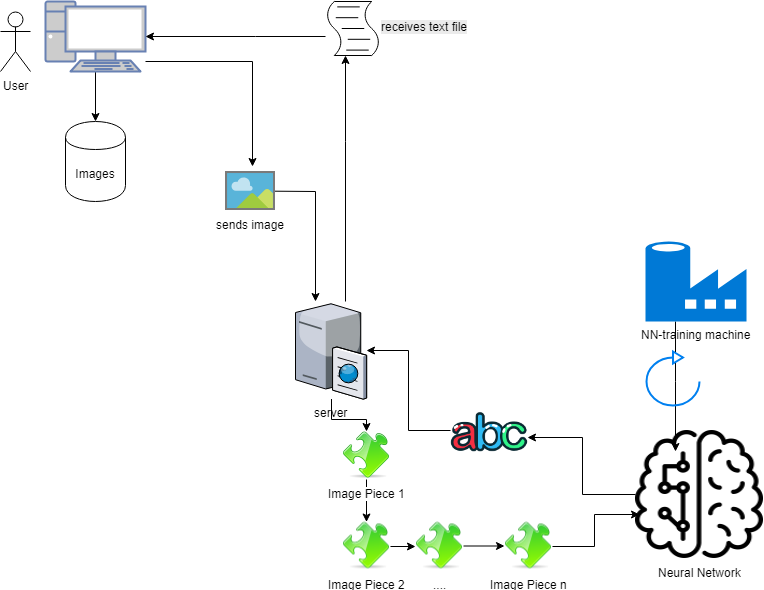 receives text file
User
Images
sends image
NN-training machine
server
abc
Image Piece 1
Neural Network
Image Piece 2
....
Image Piece n